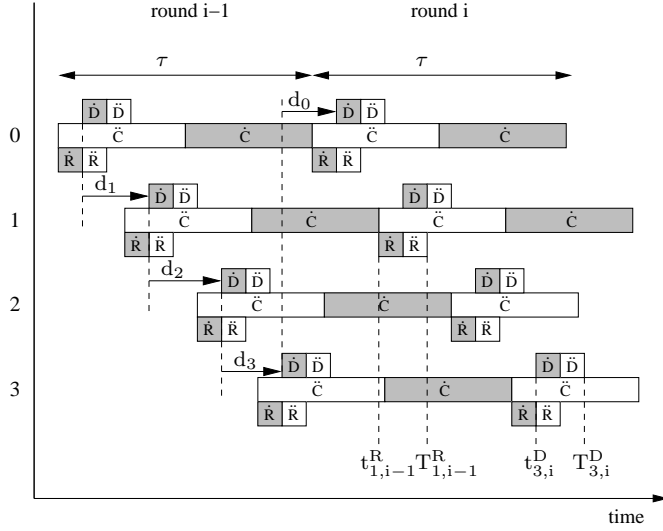 round i–1 round i
τ τ
d₀
Ḋ D̈ Ḋ D̈
0 C̈ Ċ C̈ Ċ
Ṙ R̈ Ṙ R̈
d₁ Ḋ D̈ Ḋ D̈
1 C̈ Ċ C̈ Ċ
Ṙ R̈ Ṙ R̈
d₂ Ḋ D̈ Ḋ D̈
2 C̈ Ċ C̈
Ṙ R̈ Ṙ R̈
d₃ Ḋ D̈ Ḋ D̈
3 C̈ Ċ C̈
Ṙ R̈ Ṙ R̈
t^R_{1,i−1} T^R_{1,i−1} t^D_{3,i} T^D_{3,i}
time